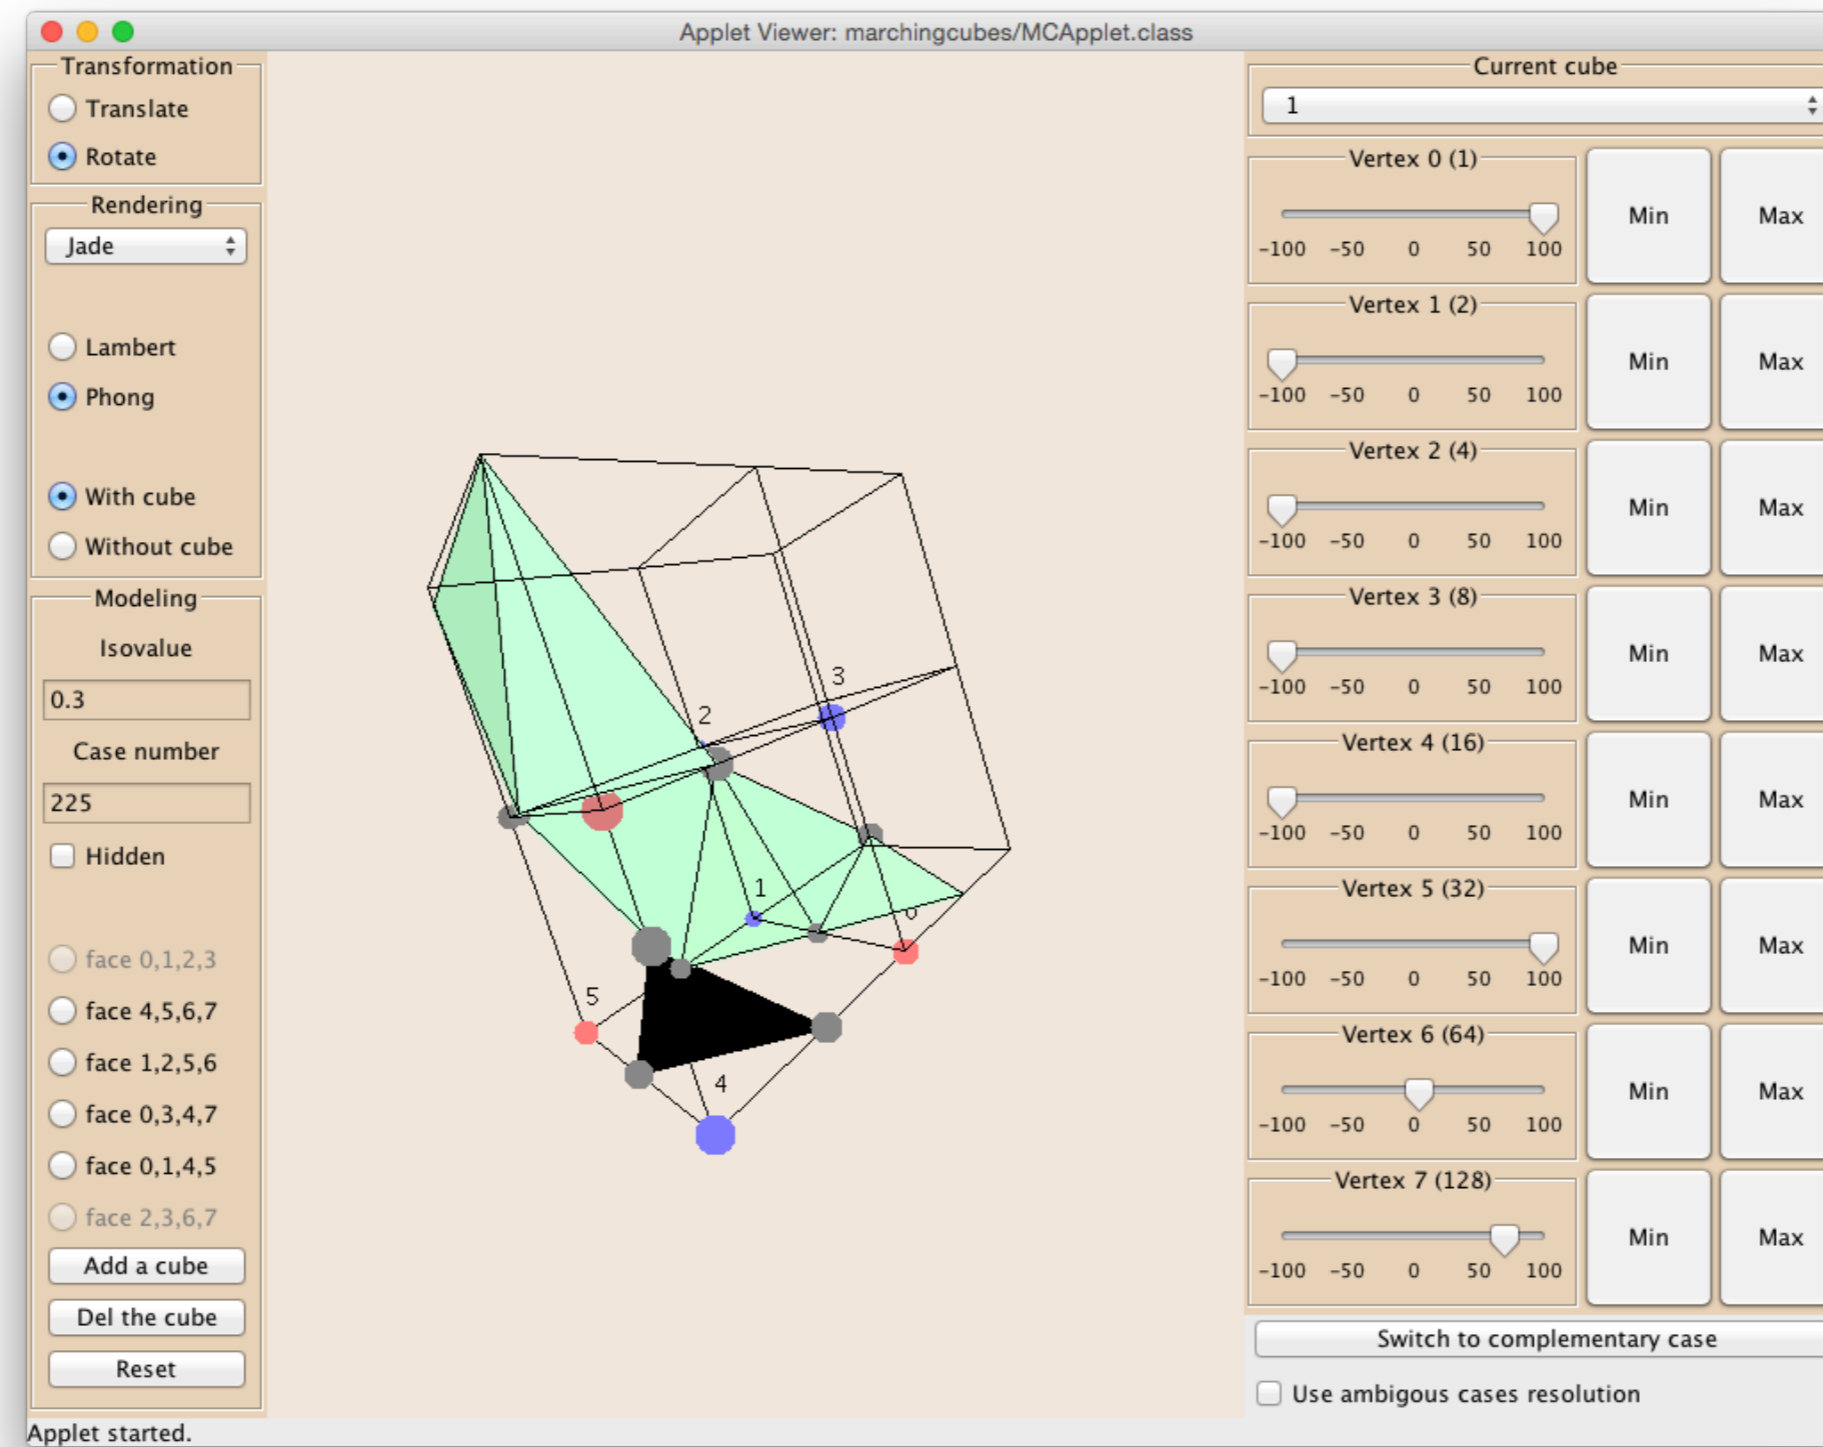 Applet Viewer: marchingcubes/MCApplet.class
Transformation
Translate
Rotate
Rendering
Jade
Lambert
Phong
With cube
Without cube
Modeling
Isovalue
0.3
Case number
225
Hidden
face 0,1,2,3
face 4,5,6,7
face 1,2,5,6
face 0,3,4,7
face 0,1,4,5
face 2,3,6,7
Add a cube
Del the cube
Reset
Applet started.
3
2
1
0
5
4
Current cube
1
Vertex 0 (1)
-100 -50 0 50 100
Min Max
Vertex 1 (2)
-100 -50 0 50 100
Min Max
Vertex 2 (4)
-100 -50 0 50 100
Min Max
Vertex 3 (8)
-100 -50 0 50 100
Min Max
Vertex 4 (16)
-100 -50 0 50 100
Min Max
Vertex 5 (32)
-100 -50 0 50 100
Min Max
Vertex 6 (64)
-100 -50 0 50 100
Min Max
Vertex 7 (128)
-100 -50 0 50 100
Min Max
Switch to complementary case
Use ambigous cases resolution